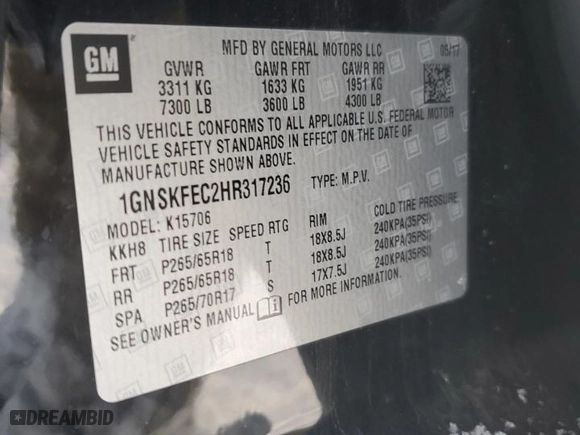 GM
MFD BY GENERAL MOTORS LLC 05/17
GVWR GAWR FRT GAWR RR
3311 KG 1633 KG 1951 KG
7300 LB 3600 LB 4300 LB
THIS VEHICLE CONFORMS TO ALL APPLICABLE U.S. FEDERAL MOTOR
VEHICLE SAFETY STANDARDS IN EFFECT ON THE DATE OF
MANUFACTURE SHOWN ABOVE.
1GNSKFEC2HR317236 TYPE: M.P.V.
MODEL: K15706
KKH8 TIRE SIZE SPEED RTG RIM COLD TIRE PRESSURE
FRT P265/65R18 T 18X8.5J 240KPA(35PSI)
RR P265/65R18 T 18X8.5J 240KPA(35PSI)
SPA P265/70R17 S 17X7.5J 240KPA(35PSI)
SEE OWNER'S MANUAL FOR MORE INFORMATION.
DREAMBID